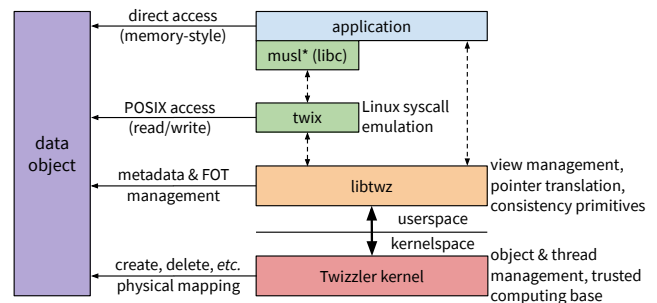 direct access
(memory-style)
application
musl* (libc)
POSIX access
(read/write)
twix
Linux syscall
emulation
data
object
metadata & FOT
management
libtwz
view management,
pointer translation,
consistency primitives
userspace
kernelspace
create, delete, etc.
physical mapping
Twizzler kernel
object & thread
management, trusted
computing base